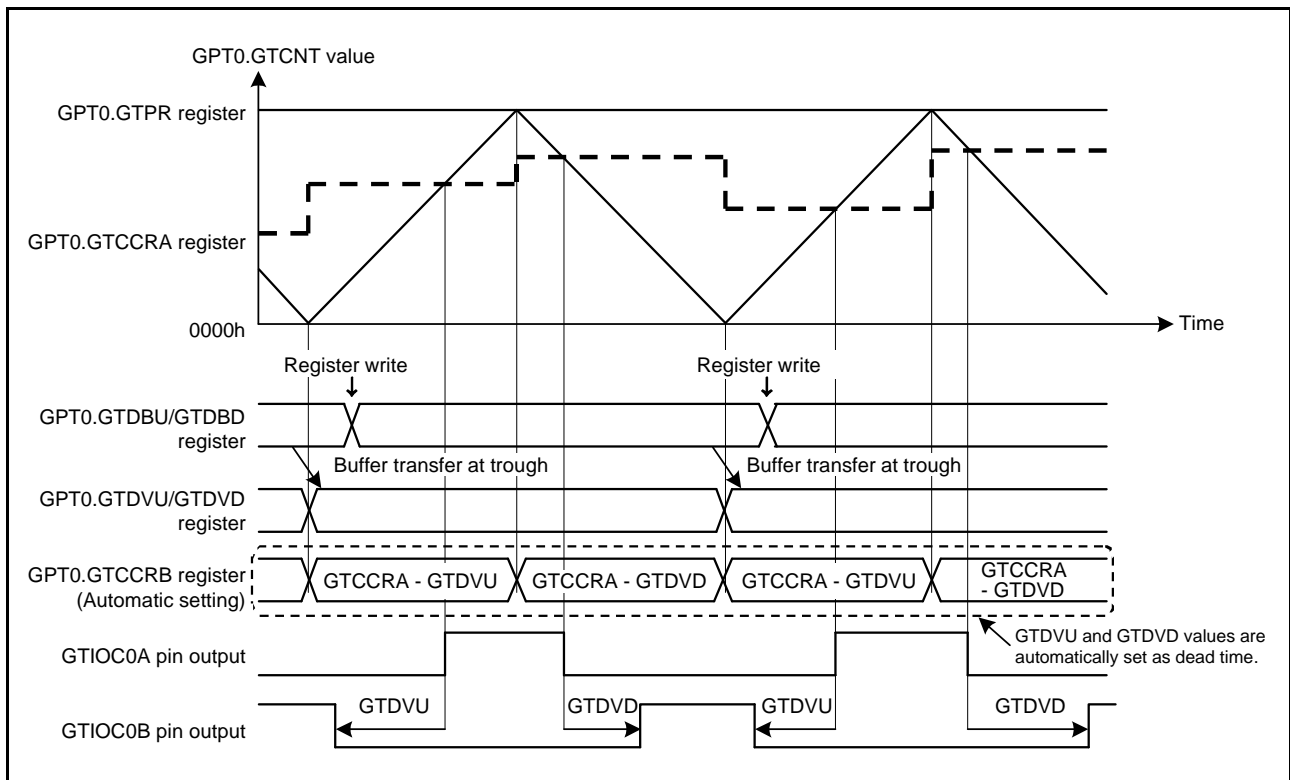 GPT0.GTCNT value
GPT0.GTPR register
GPT0.GTCCRA register
0000h
Time
Register write
Register write
GPT0.GTDBU/GTDBD
register
Buffer transfer at trough
Buffer transfer at trough
GPT0.GTDVU/GTDVD
register
GPT0.GTCCRB register
(Automatic setting)
GTCCRA - GTDVU
GTCCRA - GTDVD
GTCCRA - GTDVU
GTCCRA
- GTDVD
GTDVU and GTDVD values are
automatically set as dead time.
GTIOC0A pin output
GTDVU
GTDVD
GTDVU
GTDVD
GTIOC0B pin output